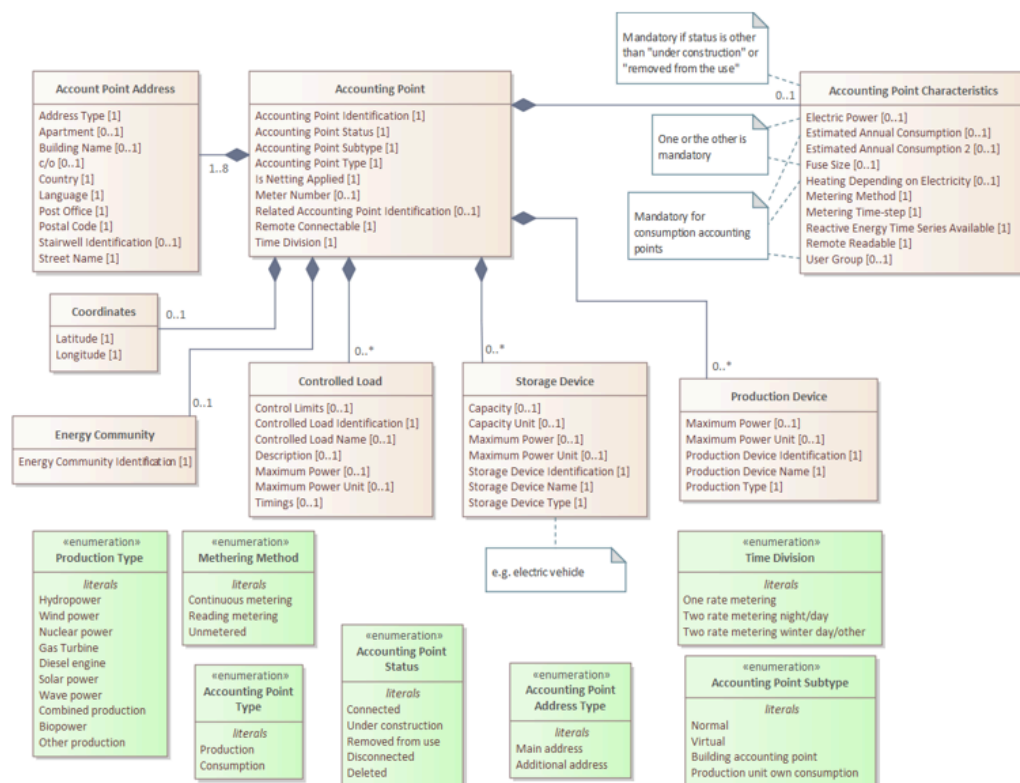 Mandatory if status is other
than "under construction" or
"removed from the use"
Account Point Address
Address Type [1]
Apartment [0..1]
Building Name [0..1]
c/o [0..1]
Country [1]
Language [1]
Post Office [1]
Postal Code [1]
Stairwell Identification [0..1]
Street Name [1]
1..8
Accounting Point
Accounting Point Identification [1]
Accounting Point Status [1]
Accounting Point Subtype [1]
Accounting Point Type [1]
Is Netting Applied [1]
Meter Number [0..1]
Related Accounting Point Identification [0..1]
Remote Connectable [1]
Time Division [1]
0..1
Accounting Point Characteristics
Electric Power [0..1]
Estimated Annual Consumption [0..1]
Estimated Annual Consumption 2 [0..1]
Fuse Size [0..1]
Heating Depending on Electricity [0..1]
Metering Method [1]
Metering Time-step [1]
Reactive Energy Time Series Available [1]
Remote Readable [1]
User Group [0..1]
One or the other is
mandatory
Mandatory for
consumption accounting
points
Coordinates
Latitude [1]
Longitude [1]
0..1
Energy Community
Energy Community Identification [1]
0..1
0..*
Controlled Load
Control Limits [0..1]
Controlled Load Identification [1]
Controlled Load Name [0..1]
Description [0..1]
Maximum Power [0..1]
Maximum Power Unit [0..1]
Timings [0..1]
0..*
Storage Device
Capacity [0..1]
Capacity Unit [0..1]
Maximum Power [0..1]
Maximum Power Unit [0..1]
Storage Device Identification [1]
Storage Device Name [1]
Storage Device Type [1]
0..*
Production Device
Maximum Power [0..1]
Maximum Power Unit [0..1]
Production Device Identification [1]
Production Device Name [1]
Production Type [1]
e.g. electric vehicle
«enumeration»
Production Type
literals
Hydropower
Wind power
Nuclear power
Gas Turbine
Diesel engine
Solar power
Wave power
Combined production
Biopower
Other production
«enumeration»
Methering Method
literals
Continuous metering
Reading metering
Unmetered
«enumeration»
Accounting Point
Type
literals
Production
Consumption
«enumeration»
Accounting Point
Status
literals
Connected
Under construction
Removed from use
Disconnected
Deleted
«enumeration»
Accounting Point
Address Type
literals
Main address
Additional address
«enumeration»
Time Division
literals
One rate metering
Two rate metering night/day
Two rate metering winter day/other
«enumeration»
Accounting Point Subtype
literals
Normal
Virtual
Building accounting point
Production unit own consumption